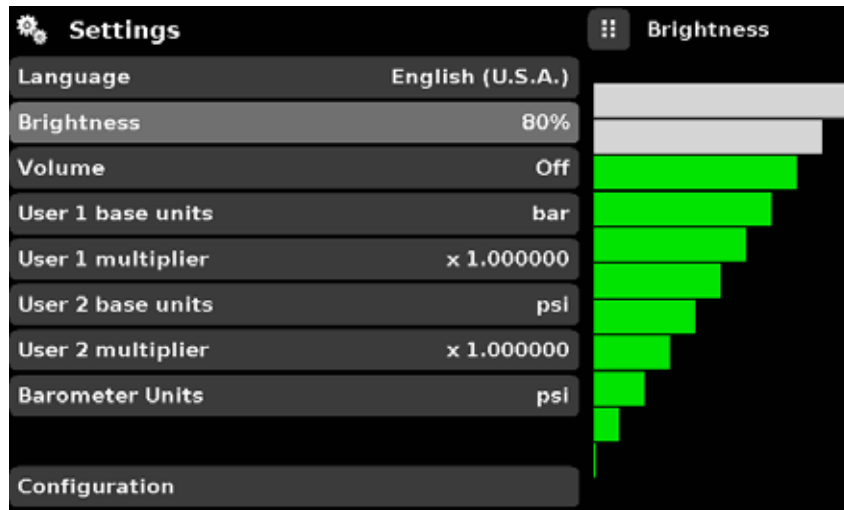 Settings
Language English (U.S.A.)
Brightness 80%
Volume Off
User 1 base units bar
User 1 multiplier x 1.000000
User 2 base units psi
User 2 multiplier x 1.000000
Barometer Units psi
Configuration
Brightness